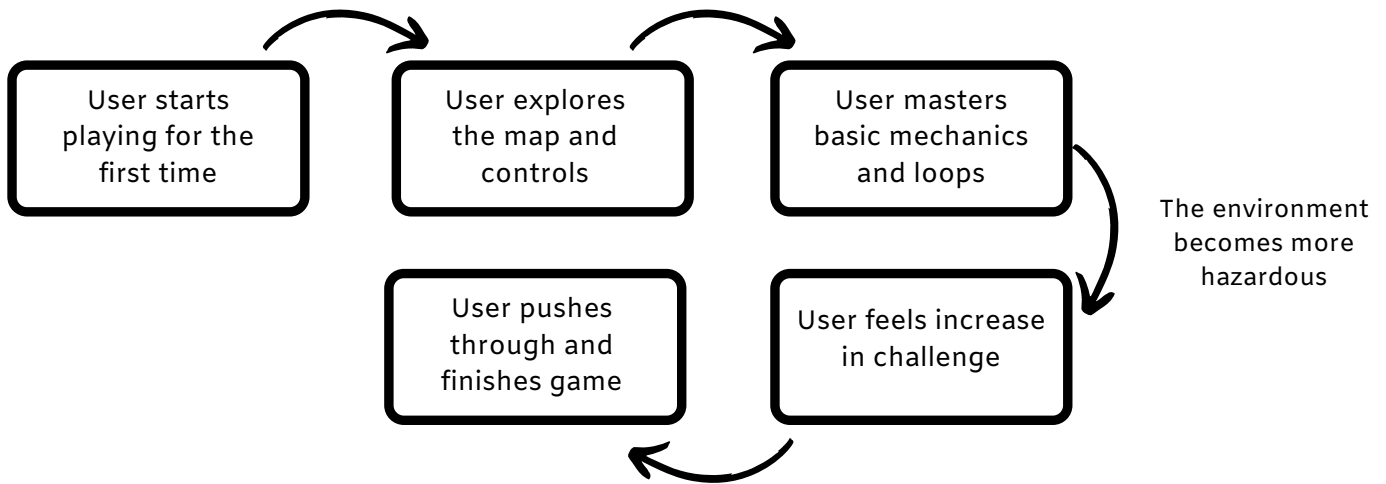 User starts
playing for the
first time
User explores
the map and
controls
User masters
basic mechanics
and loops
The environment
becomes more
hazardous
User feels increase
in challenge
User pushes
through and
finishes game